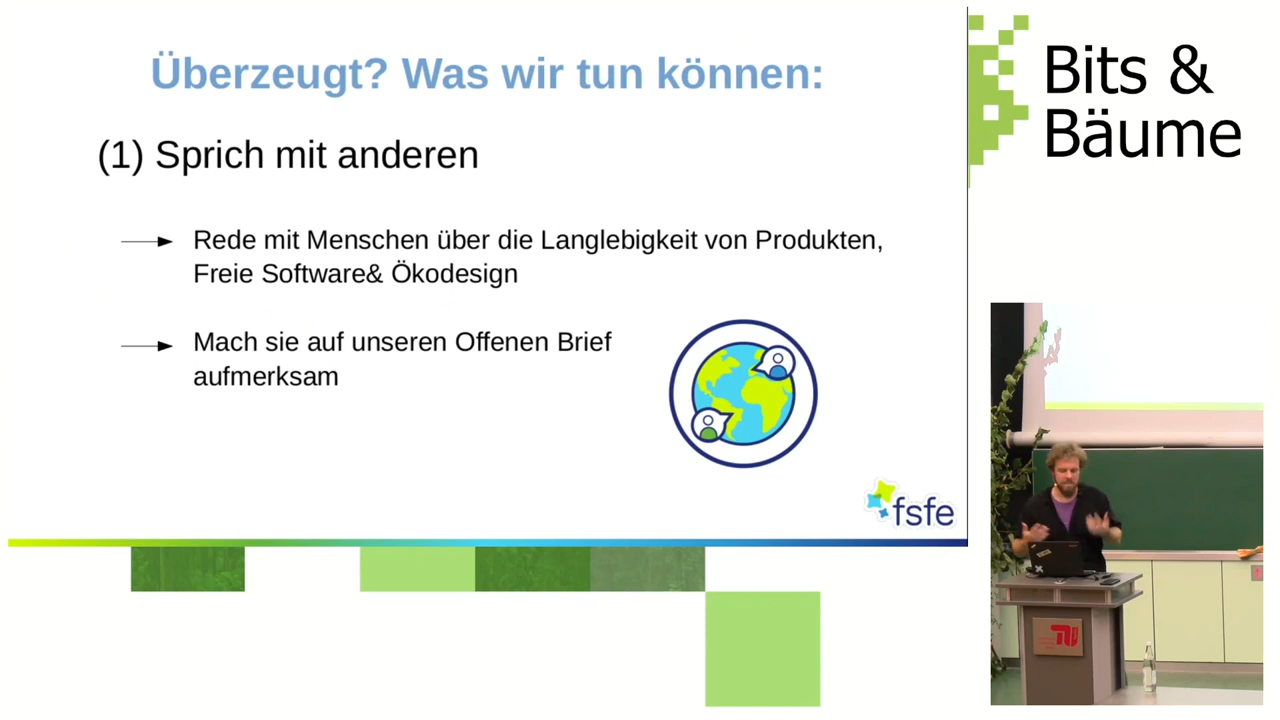 Überzeugt? Was wir tun können:
(1) Sprich mit anderen
Rede mit Menschen über die Langlebigkeit von Produkten,
Freie Software& Ökodesign
Mach sie auf unseren Offenen Brief
aufmerksam
fsfe
Bits &
Bäume